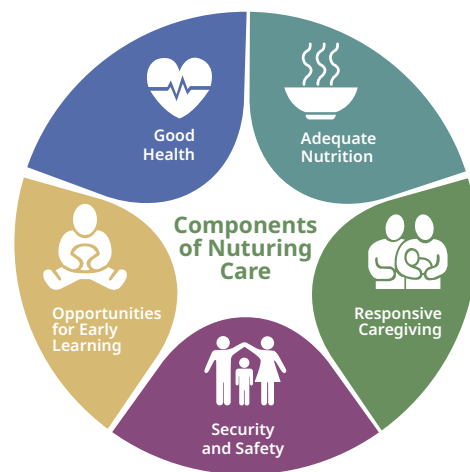 Good
Health
Adequate
Nutrition
Components
of Nuturing
Care
Opportunities
for Early
Learning
Responsive
Caregiving
Security
and Safety